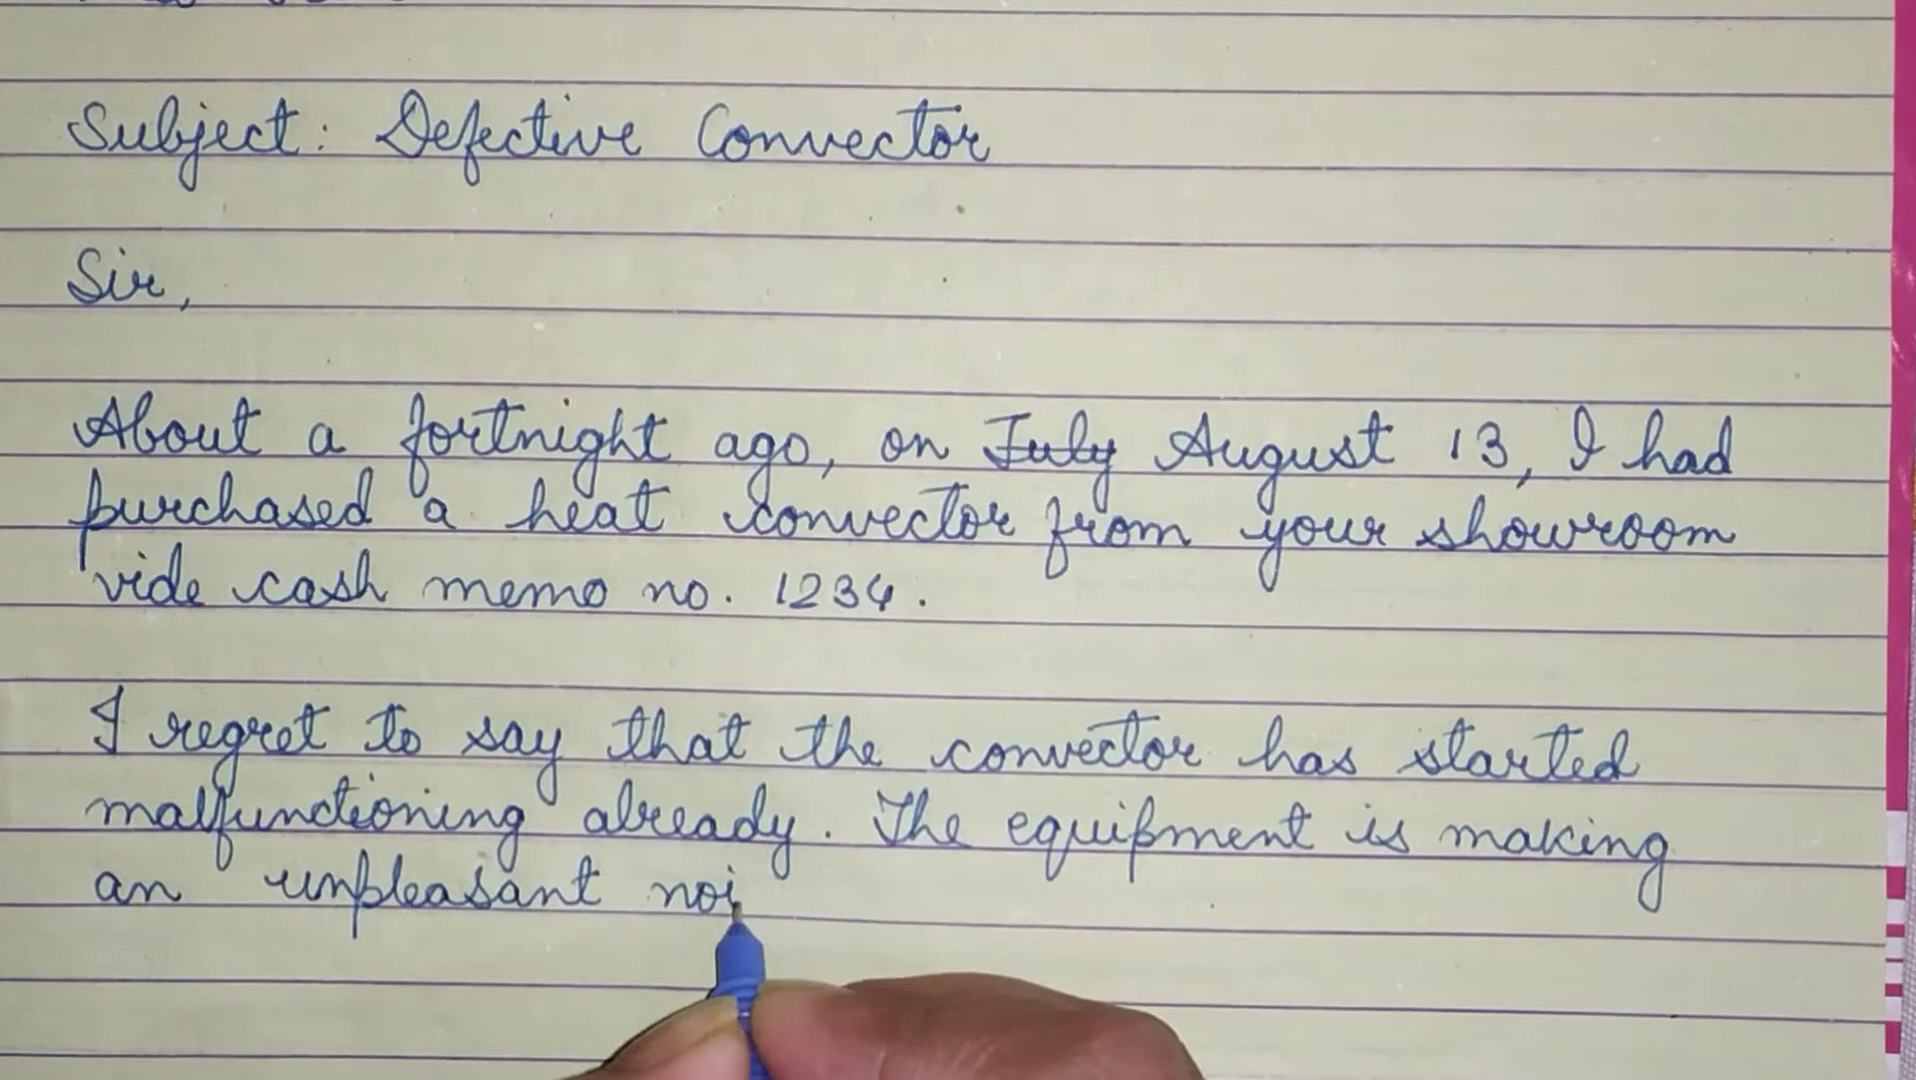 Subject: Defective Convector
Sir,
About a fortnight ago, on July August 13, I had
purchased a heat convector from your showroom
vide cash memo no. 1234.
I regret to say that the convector has started
malfunctioning already. The equipment is making
an unpleasant noi